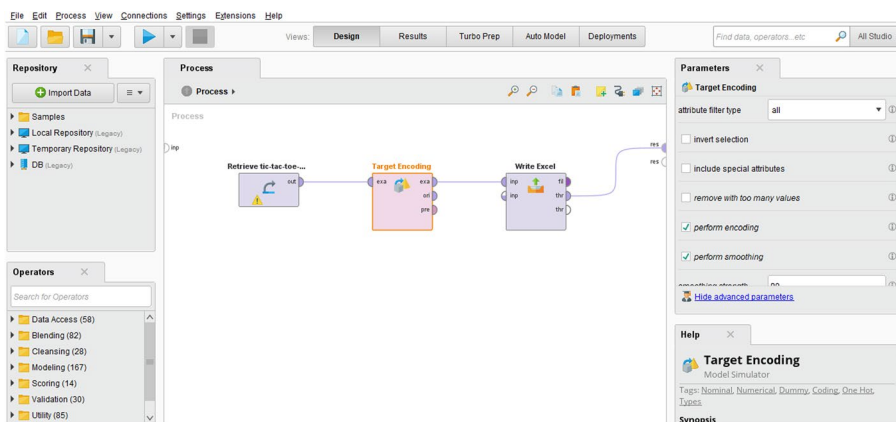 File Edit Process View Connections Settings Extensions Help
Views: Design Results Turbo Prep Auto Model Deployments Find data, operators...etc All Studio
Repository
Import Data
Samples
Local Repository (Legacy)
Temporary Repository (Legacy)
DB (Legacy)
Operators
Search for Operators
Data Access (58)
Blending (82)
Cleansing (28)
Modeling (167)
Scoring (14)
Validation (30)
Utility (85)
Process
Process
Process
inp
Retrieve tic-tac-toe-...
out
Target Encoding
exa exa
ori
pre
Write Excel
inp fil
inp thr
thr
res
res
Parameters
Target Encoding
attribute filter type all
invert selection
include special attributes
remove with too many values
perform encoding
perform smoothing
Hide advanced parameters
Help
Target Encoding
Model Simulator
Tags: Nominal, Numerical, Dummy, Coding, One Hot,
Types
Synopsis